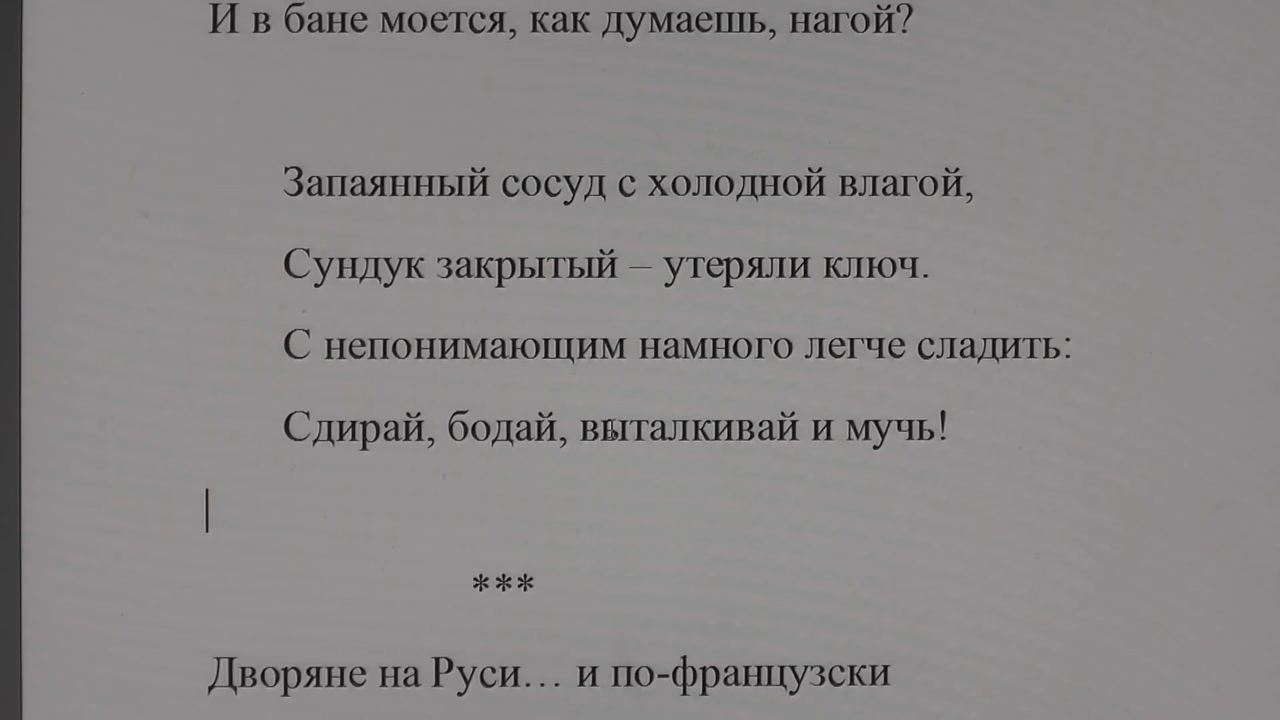 И в бане моется, как думаешь, нагой?
Запаянный сосуд с холодной влагой,
Сундук закрытый – утеряли ключ.
С непонимающим намного легче сладить:
Сдирай, бодай, выталкивай и мучь!
***
Дворяне на Руси… и по-французски